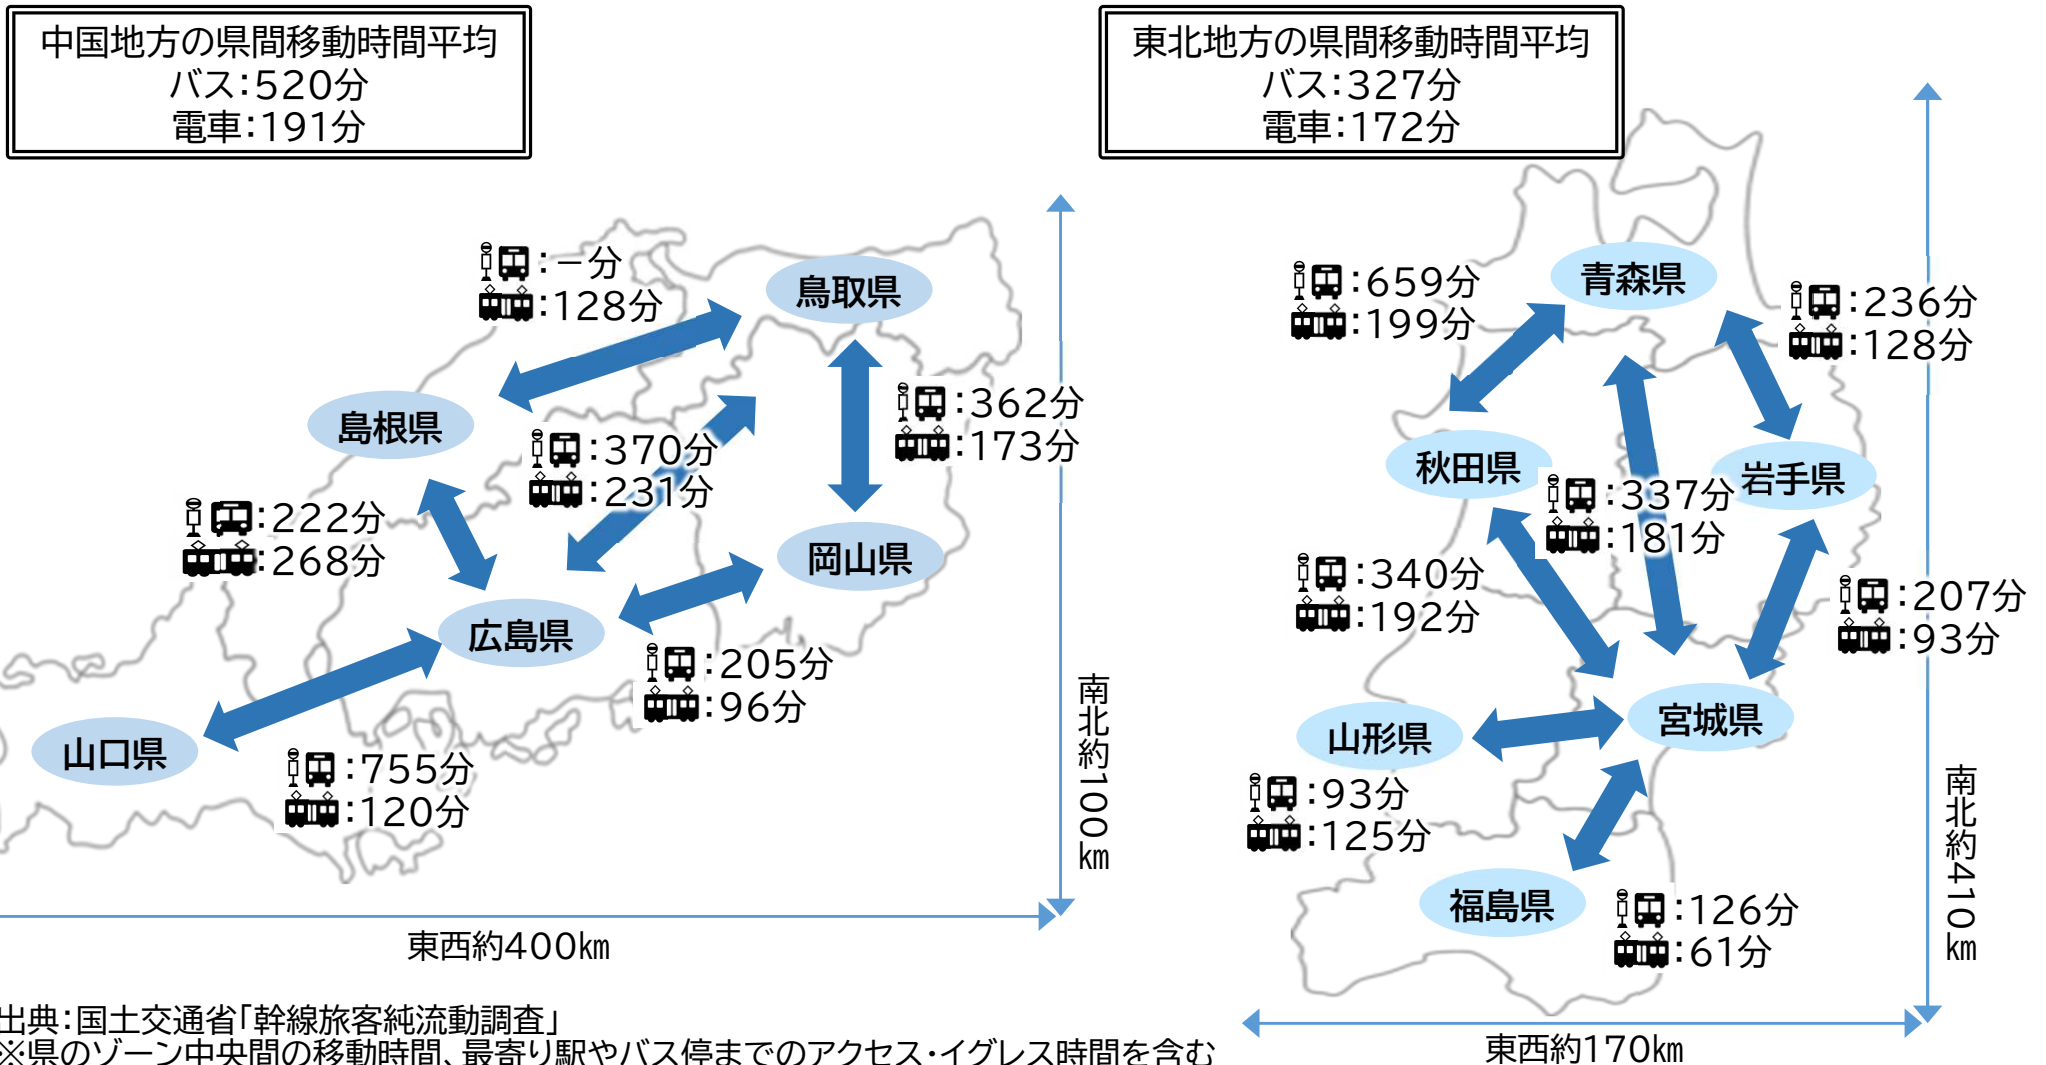 中国地方の県間移動時間平均
バス：520分
電車：191分
東北地方の県間移動時間平均
バス：327分
電車：172分
：－分
：128分
鳥取県
島根県
：370分
：231分
：362分
：173分
：222分
：268分
岡山県
広島県
：205分
：96分
山口県
：755分
：120分
南北約100㎞
東西約400㎞
青森県
：659分
：199分
：236分
：128分
秋田県
岩手県
：337分
：181分
：340分
：192分
：207分
：93分
宮城県
山形県
：93分
：125分
福島県
：126分
：61分
南北約410㎞
東西約170㎞
出典：国土交通省「幹線旅客純流動調査」
※県のゾーン中央間の移動時間、最寄り駅やバス停までのアクセス・イグレス時間を含む